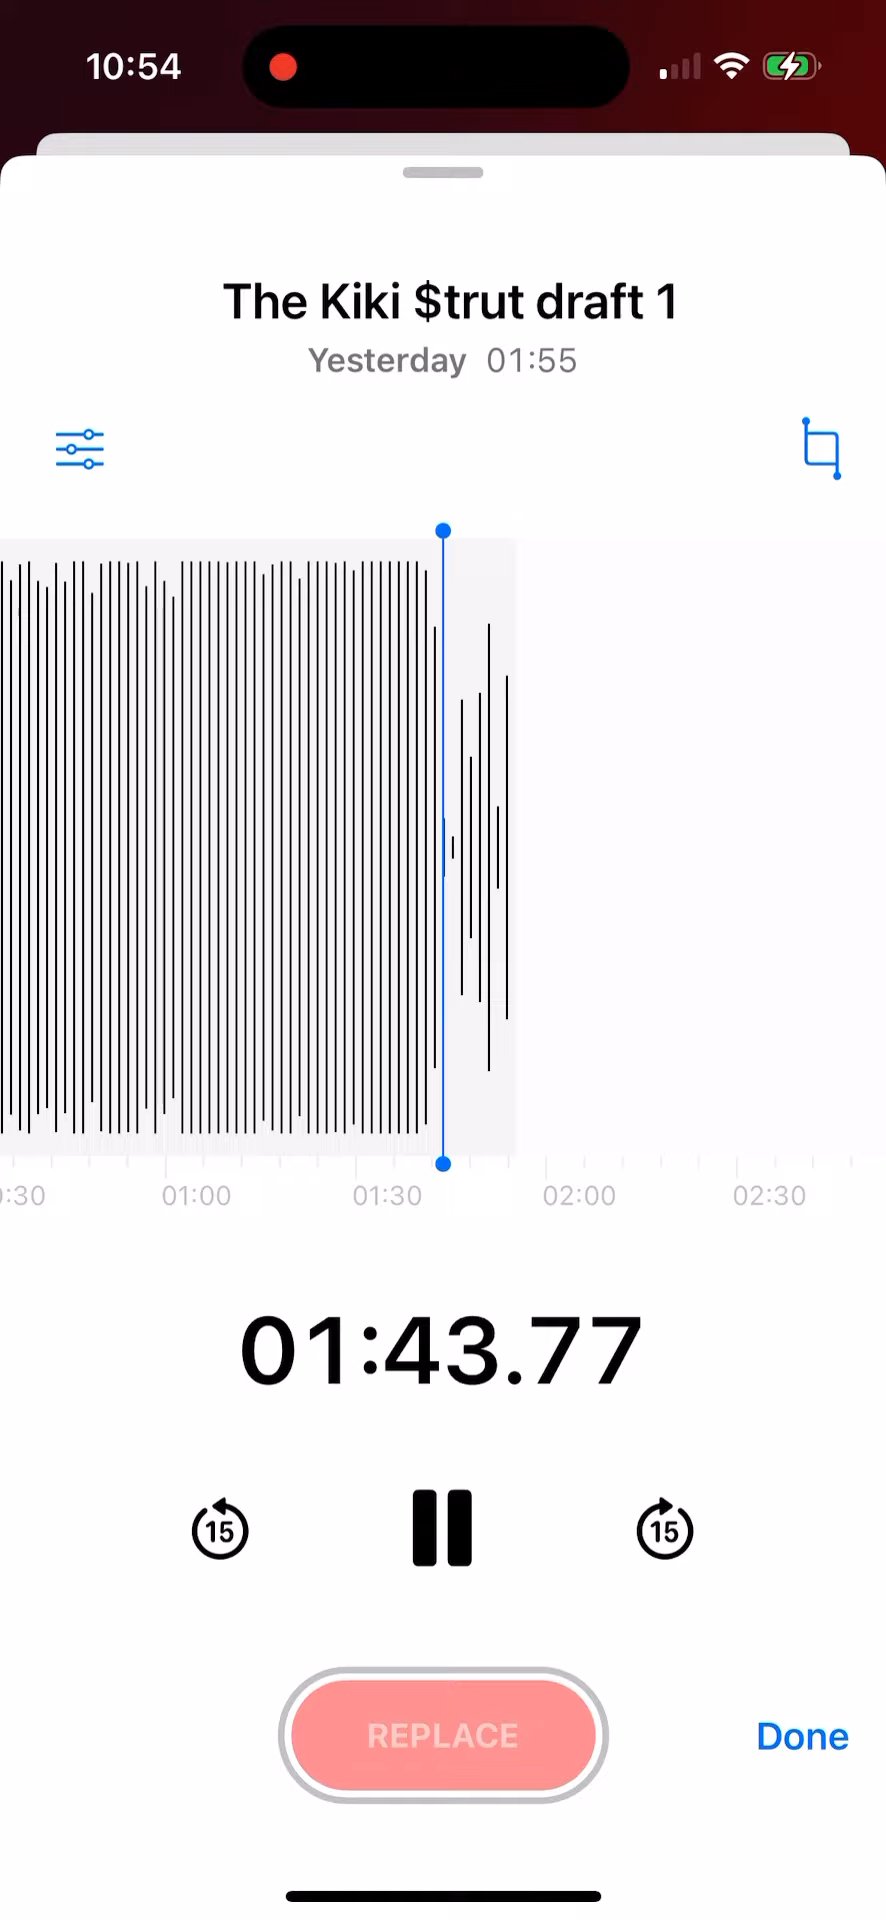 10:54
The Kiki $trut draft 1
Yesterday 01:55
:30 01:00 01:30 02:00 02:30
01:43.77
15 15
REPLACE
Done